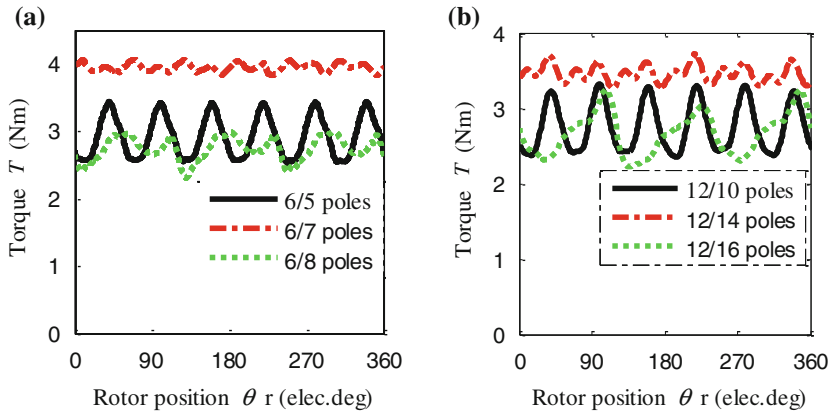 (a)
4
3
2
1
0
Torque T (Nm)
6/5 poles
6/7 poles
6/8 poles
0 90 180 270 360
Rotor position θ r (elec.deg)
(b)
5
4
3
2
1
0
Torque T (Nm)
12/10 poles
12/14 poles
12/16 poles
0 90 180 270 360
Rotor position θ r (elec.deg)